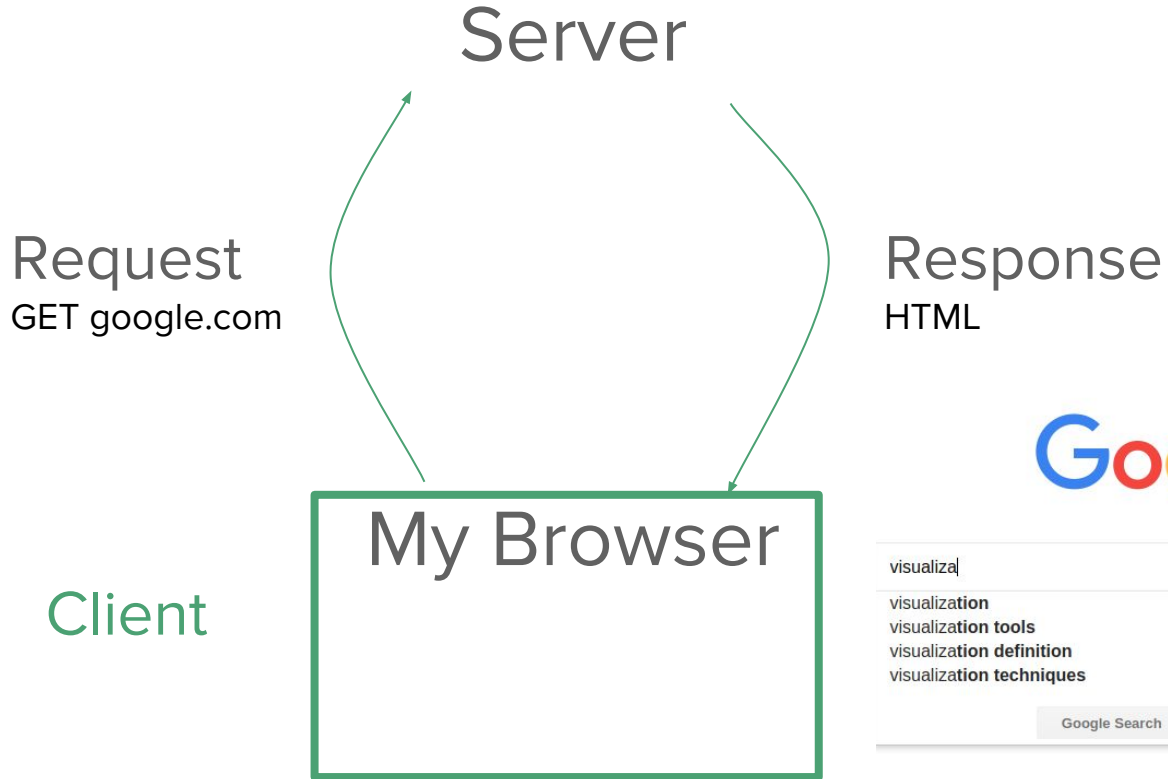 Server
Request
GET google.com
Response
HTML
My Browser
Client
Goo
visualiza
visualization
visualization tools
visualization definition
visualization techniques
Google Search